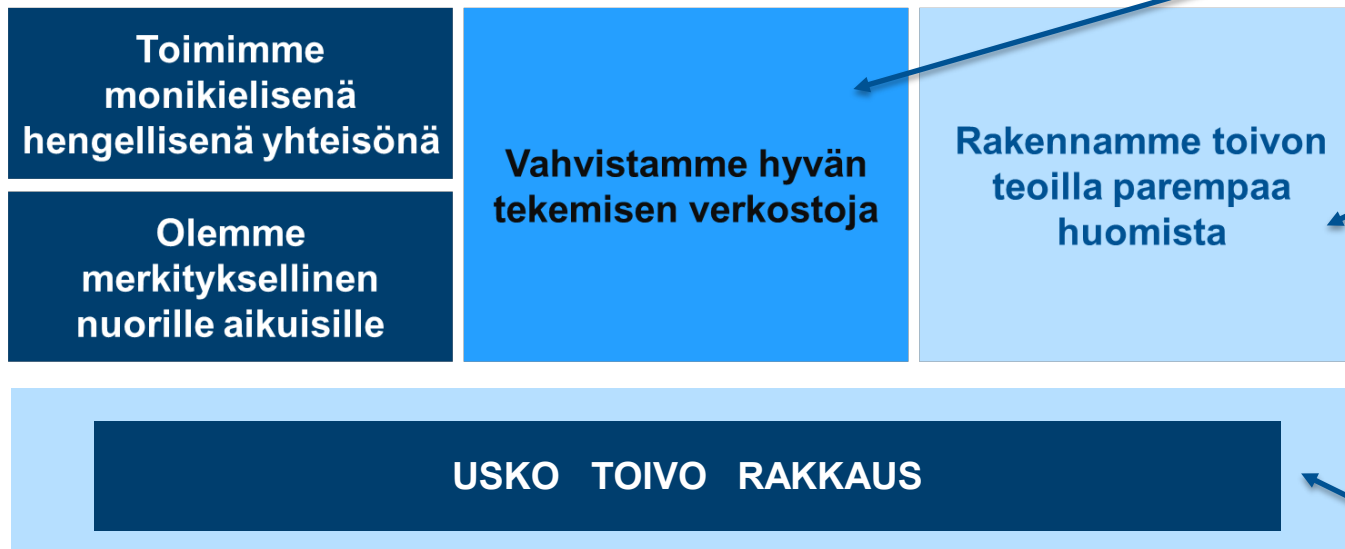 Toimimme
monikielisenä
hengellisenä yhteisönä
Olemme
merkityksellinen
nuorille aikuisille
Vahvistamme hyvän
tekemisen verkostoja
Rakennamme toivon
teoilla parempaa
huomista
USKO TOIVO RAKKAUS